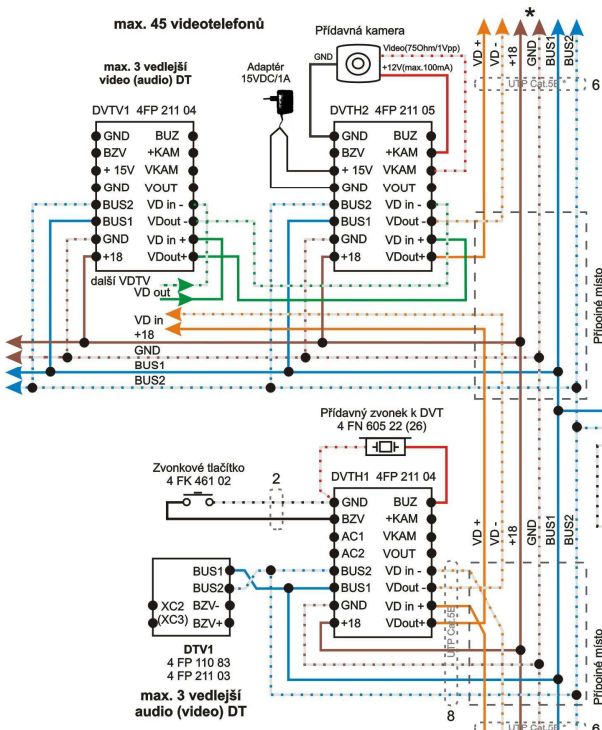 max. 45 videotelefonů
*
VD +
VD -
+18
GND
BUS1
BUS2
UTP Cat.5E
6
Přídavná kamera
GND
Video(75Ohm/1Vpp)
+12V(max.100mA)
Adaptér
15VDC/1A
max. 3 vedlejší
video (audio) DT
DVTV1 4FP 211 04
GND BUZ
BZV +KAM
+ 15V VKAM
GND VOUT
BUS2 VD in -
BUS1 VDout -
GND VD in +
+18 VDout+
DVTH2 4FP 211 05
GND BUZ
BZV +KAM
+ 15V VKAM
GND VOUT
BUS2 VD in -
BUS1 VDout -
GND VD in +
+18 VDout+
Přípojné místo
další VDTV
VD out
VD in
+18
GND
BUS1
BUS2
Přídavný zvonek k DVT
4 FN 605 22 (26)
Zvonkové tlačítko
4 FK 461 02
2
DVTH1 4FP 211 04
GND BUZ
BZV +KAM
AC1 VKAM
AC2 VOUT
BUS2 VD in -
BUS1 VDout -
GND VD in +
+18 VDout+
VD +
VD -
+18
GND
BUS1
BUS2
BUS1
BUS2
XC2 BZV-
(XC3) BZV+
DTV1
4 FP 110 83
4 FP 211 03
max. 3 vedlejší
audio (video) DT
UTP Cat.5E
8
Přípojné místo
UTP Cat.5E
6